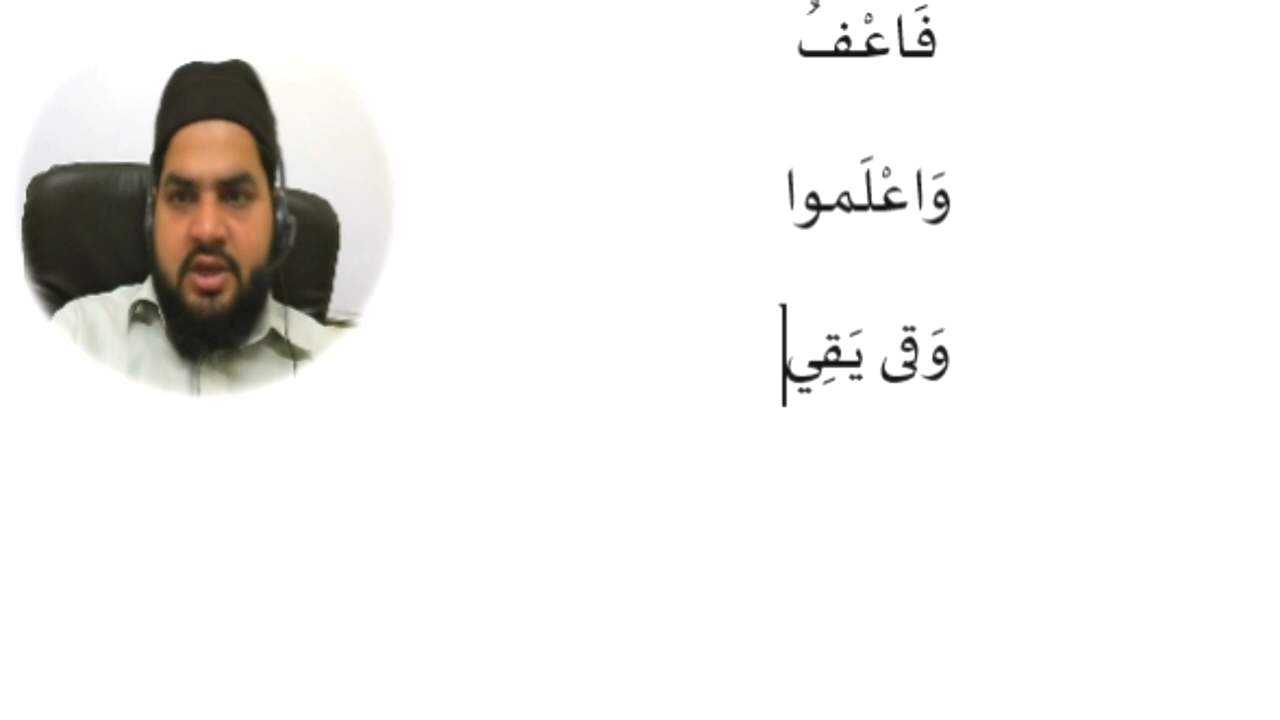 فَاعْفُ
وَاعْلَموا
وَقى يَقِي